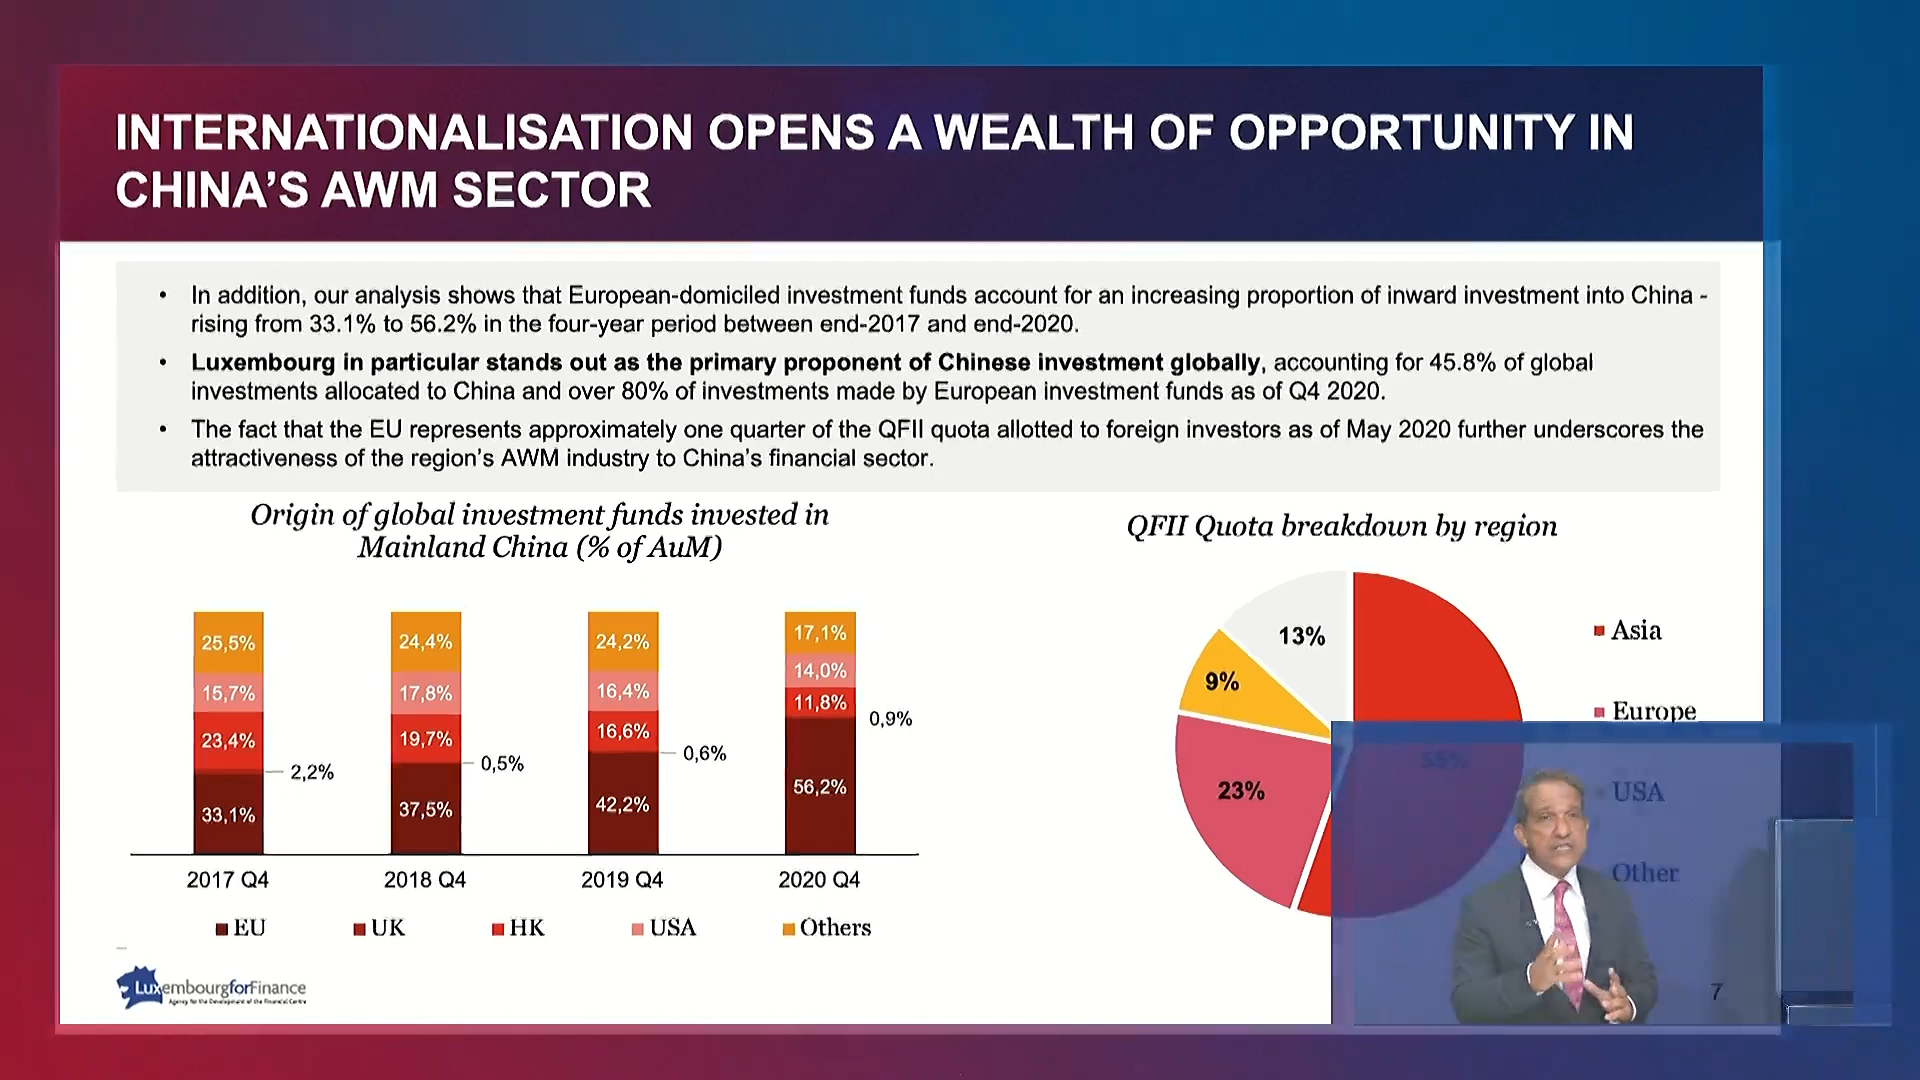 INTERNATIONALISATION OPENS A WEALTH OF OPPORTUNITY IN
CHINA'S AWM SECTOR
• In addition, our analysis shows that European-domiciled investment funds account for an increasing proportion of inward investment into China -
rising from 33.1% to 56.2% in the four-year period between end-2017 and end-2020.
• Luxembourg in particular stands out as the primary proponent of Chinese investment globally, accounting for 45.8% of global
investments allocated to China and over 80% of investments made by European investment funds as of Q4 2020.
• The fact that the EU represents approximately one quarter of the QFII quota allotted to foreign investors as of May 2020 further underscores the
attractiveness of the region's AWM industry to China's financial sector.
Origin of global investment funds invested in
Mainland China (% of AuM)
25,5%
15,7%
23,4%
2,2%
33,1%
24,4%
17,8%
19,7%
0,5%
37,5%
24,2%
16,4%
16,6%
0,6%
42,2%
17,1%
14,0%
11,8%
0,9%
56,2%
2017 Q4
2018 Q4
2019 Q4
2020 Q4
EU
UK
HK
USA
Others
QFII Quota breakdown by region
13%
9%
23%
Asia
Europe
USA
Other
LuxembourgforFinance
Agency for the Development of the Financial Centre
7